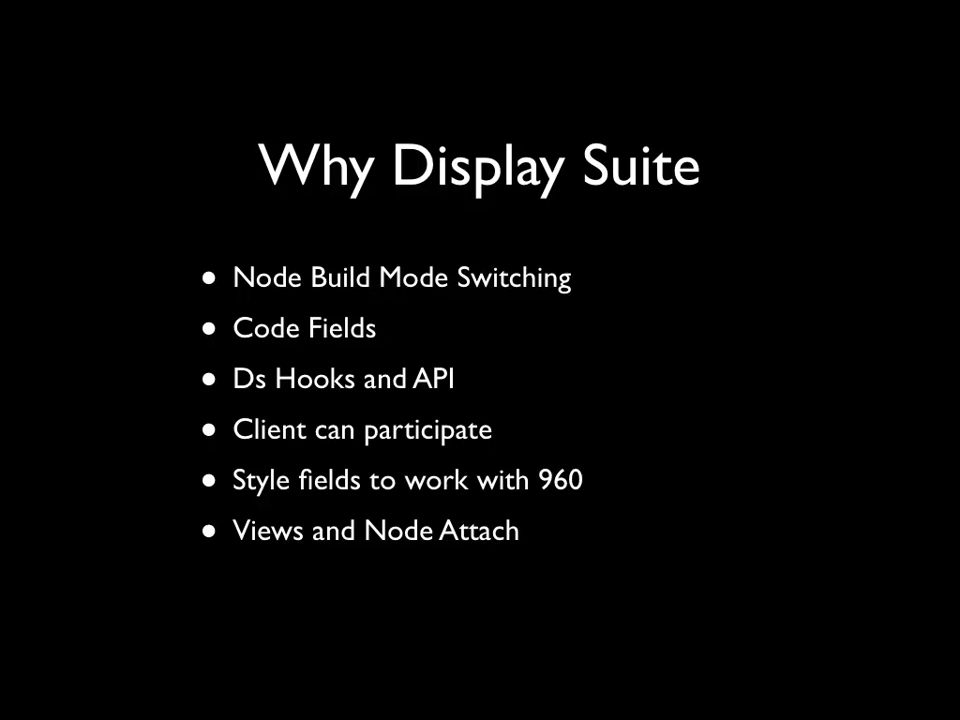 Why Display Suite
• Node Build Mode Switching
• Code Fields
• Ds Hooks and API
• Client can participate
• Style fields to work with 960
• Views and Node Attach